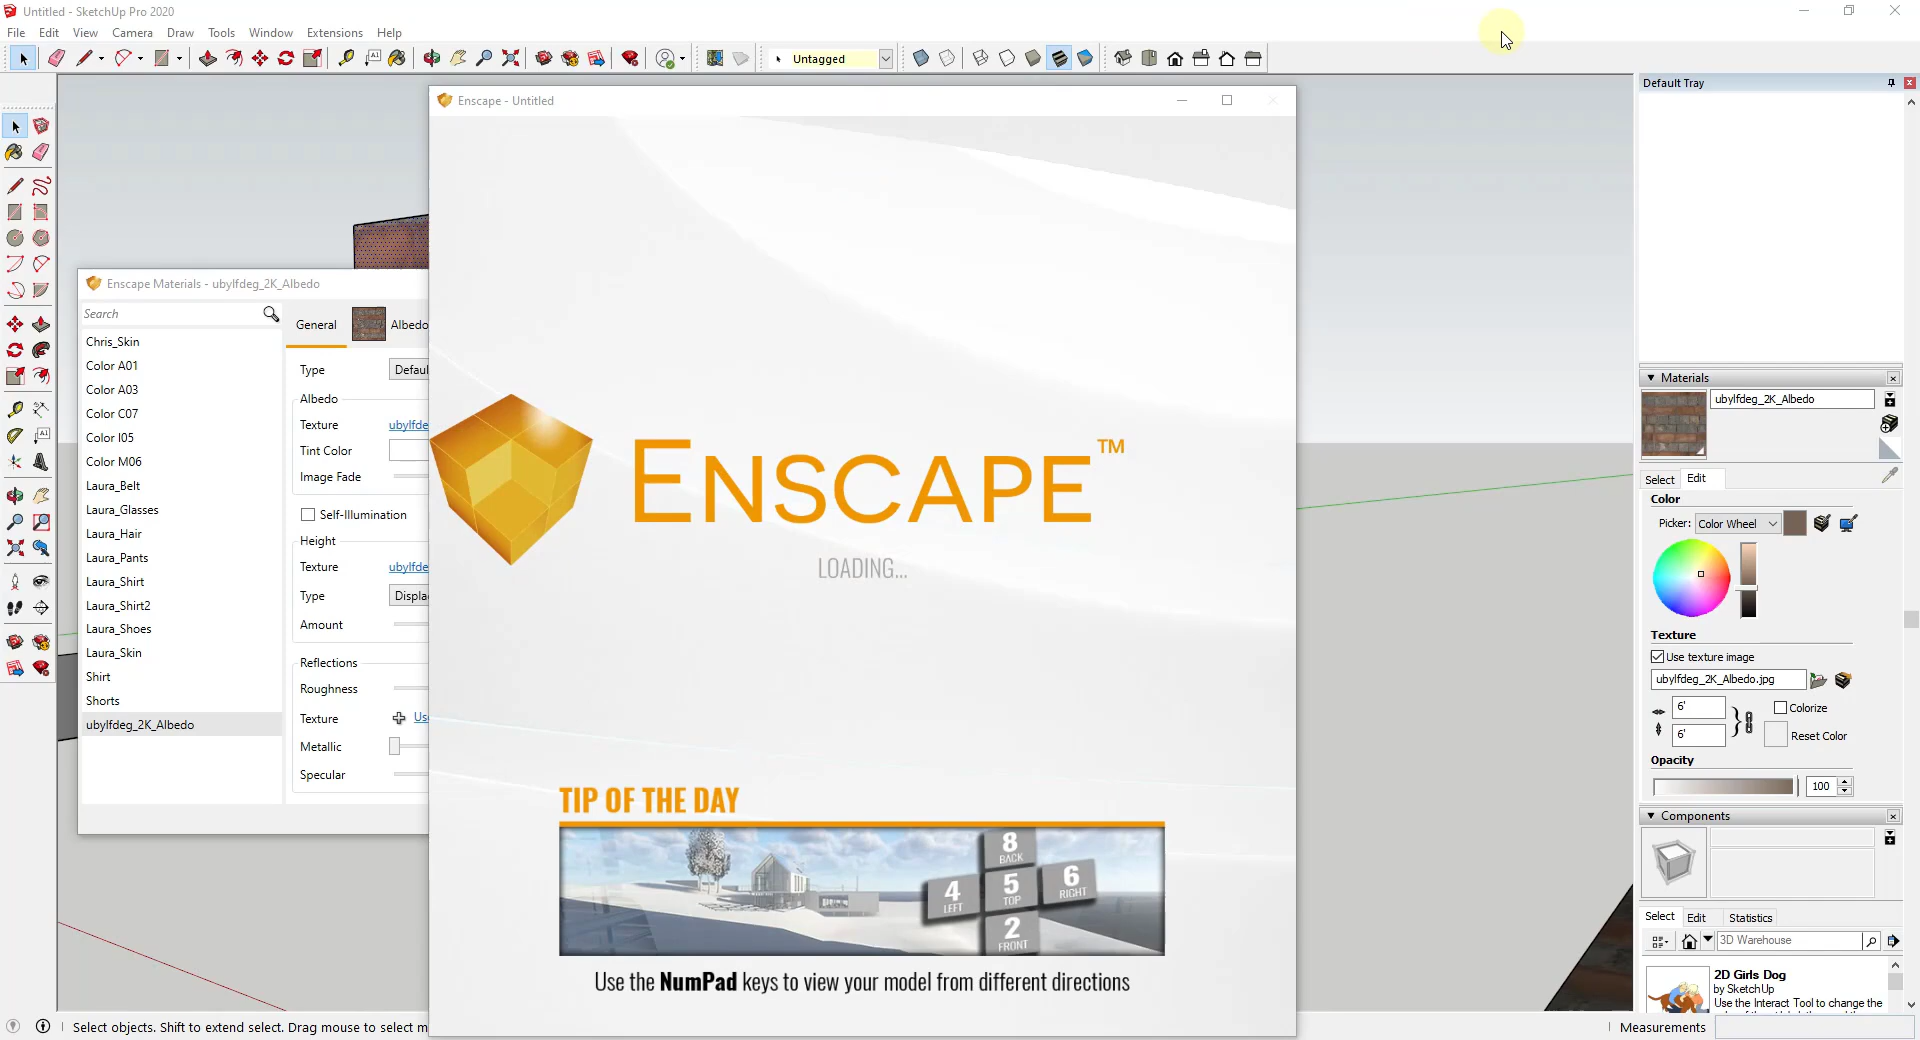 Untitled - SketchUp Pro 2020
File Edit View Camera Draw Tools Window Extensions Help
Untagged
Enscape - Untitled
ENSCAPE™
LOADING...
TIP OF THE DAY
8
BACK
4
LEFT
5
TOP
6
RIGHT
2
FRONT
Use the NumPad keys to view your model from different directions
Enscape Materials - ubylfdeg_2K_Albedo
Search
Chris_Skin
Color A01
Color A03
Color C07
Color I05
Color M06
Laura_Belt
Laura_Glasses
Laura_Hair
Laura_Pants
Laura_Shirt
Laura_Shirt2
Laura_Shoes
Laura_Skin
Shirt
Shorts
ubylfdeg_2K_Albedo
General Albedo
Type Defaul
Albedo
Texture ubylfde
Tint Color
Image Fade
Self-Illumination
Height
Texture ubylfde
Type Displac
Amount
Reflections
Roughness
Texture Us
Metallic
Specular
Default Tray
Materials
ubylfdeg_2K_Albedo
Select Edit
Color
Picker: Color Wheel
Texture
Use texture image
ubylfdeg_2K_Albedo.jpg
6'
Colorize
6'
Reset Color
Opacity
100
Components
Select Edit Statistics
3D Warehouse
2D Girls Dog
by SketchUp
Use the Interact Tool to change the
Select objects. Shift to extend select. Drag mouse to select m
Measurements